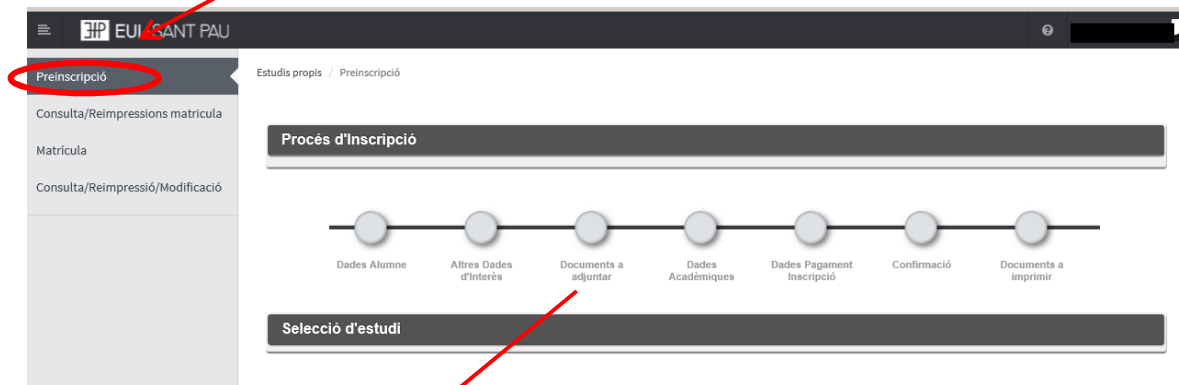 EUI-SANT PAU
Preinscripció
Consulta/Reimpressions matricula
Matrícula
Consulta/Reimpressió/Modificació
Estudis propis / Preinscripció
Procés d'Inscripció
Dades Alumne
Altres Dades
d'Interès
Documents a
adjuntar
Dades
Acadèmiques
Dades Pagament
Inscripció
Confirmació
Documents a
imprimir
Selecció d'estudi